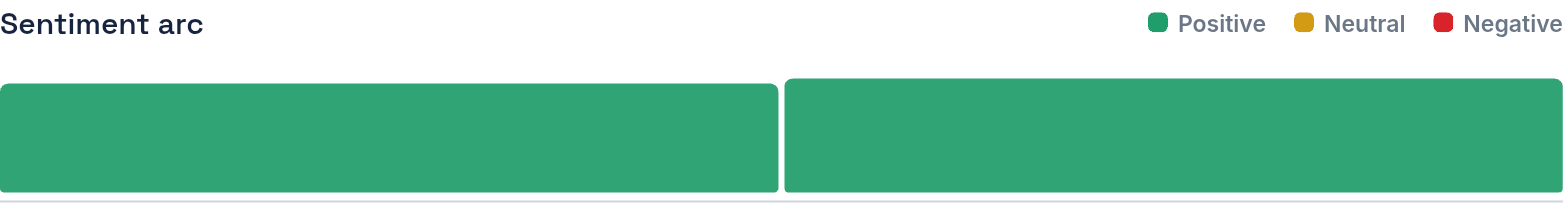 Sentiment arc
Positive
Neutral
Negative